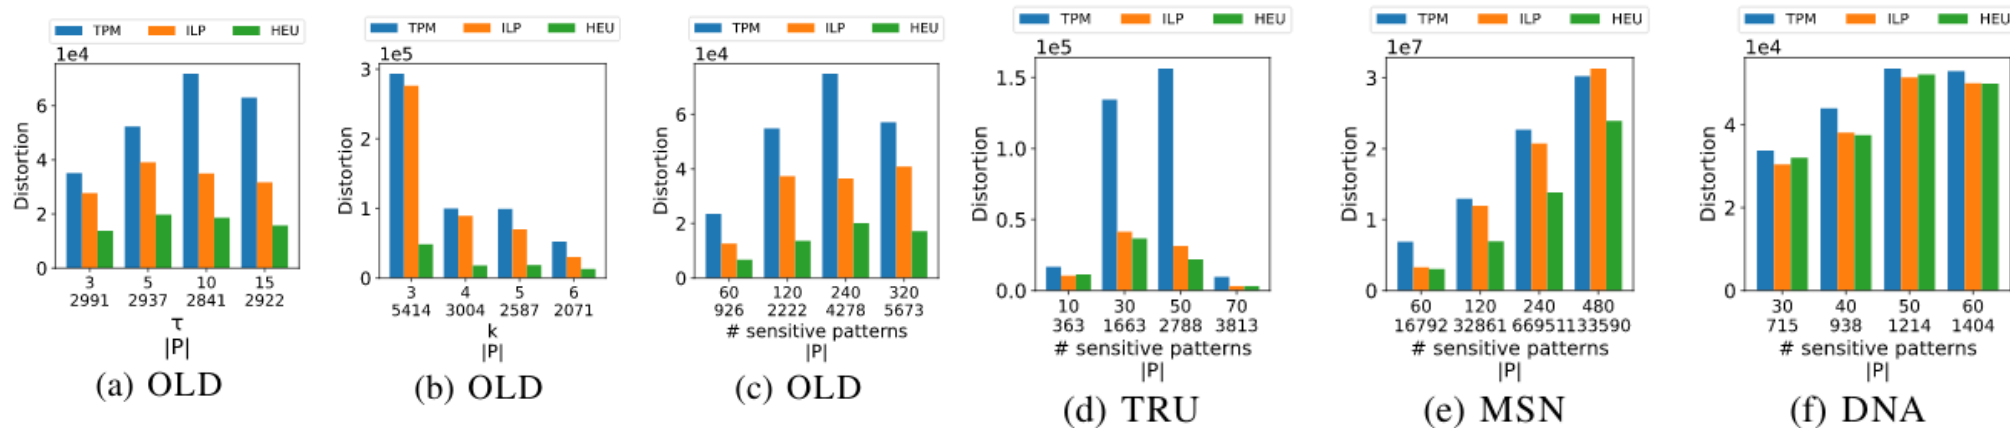 TPM ILP HEU
1e4
Distortion
6
4
2
0
3 5 10 15
2991 2937 2841 2922
τ
|P|
(a) OLD
TPM ILP HEU
1e5
Distortion
3
2
1
0
3 4 5 6
5414 3004 2587 2071
k
|P|
(b) OLD
TPM ILP HEU
1e4
Distortion
6
4
2
0
60 120 240 320
926 2222 4278 5673
# sensitive patterns
|P|
(c) OLD
TPM ILP HEU
1e5
Distortion
1.5
1.0
0.5
0.0
10 30 50 70
363 1663 2788 3813
# sensitive patterns
|P|
(d) TRU
TPM ILP HEU
1e7
Distortion
3
2
1
0
60 120 240 480
16792 32861 66951 133590
# sensitive patterns
|P|
(e) MSN
TPM ILP HEU
1e4
Distortion
4
2
0
30 40 50 60
715 938 1214 1404
# sensitive patterns
|P|
(f) DNA